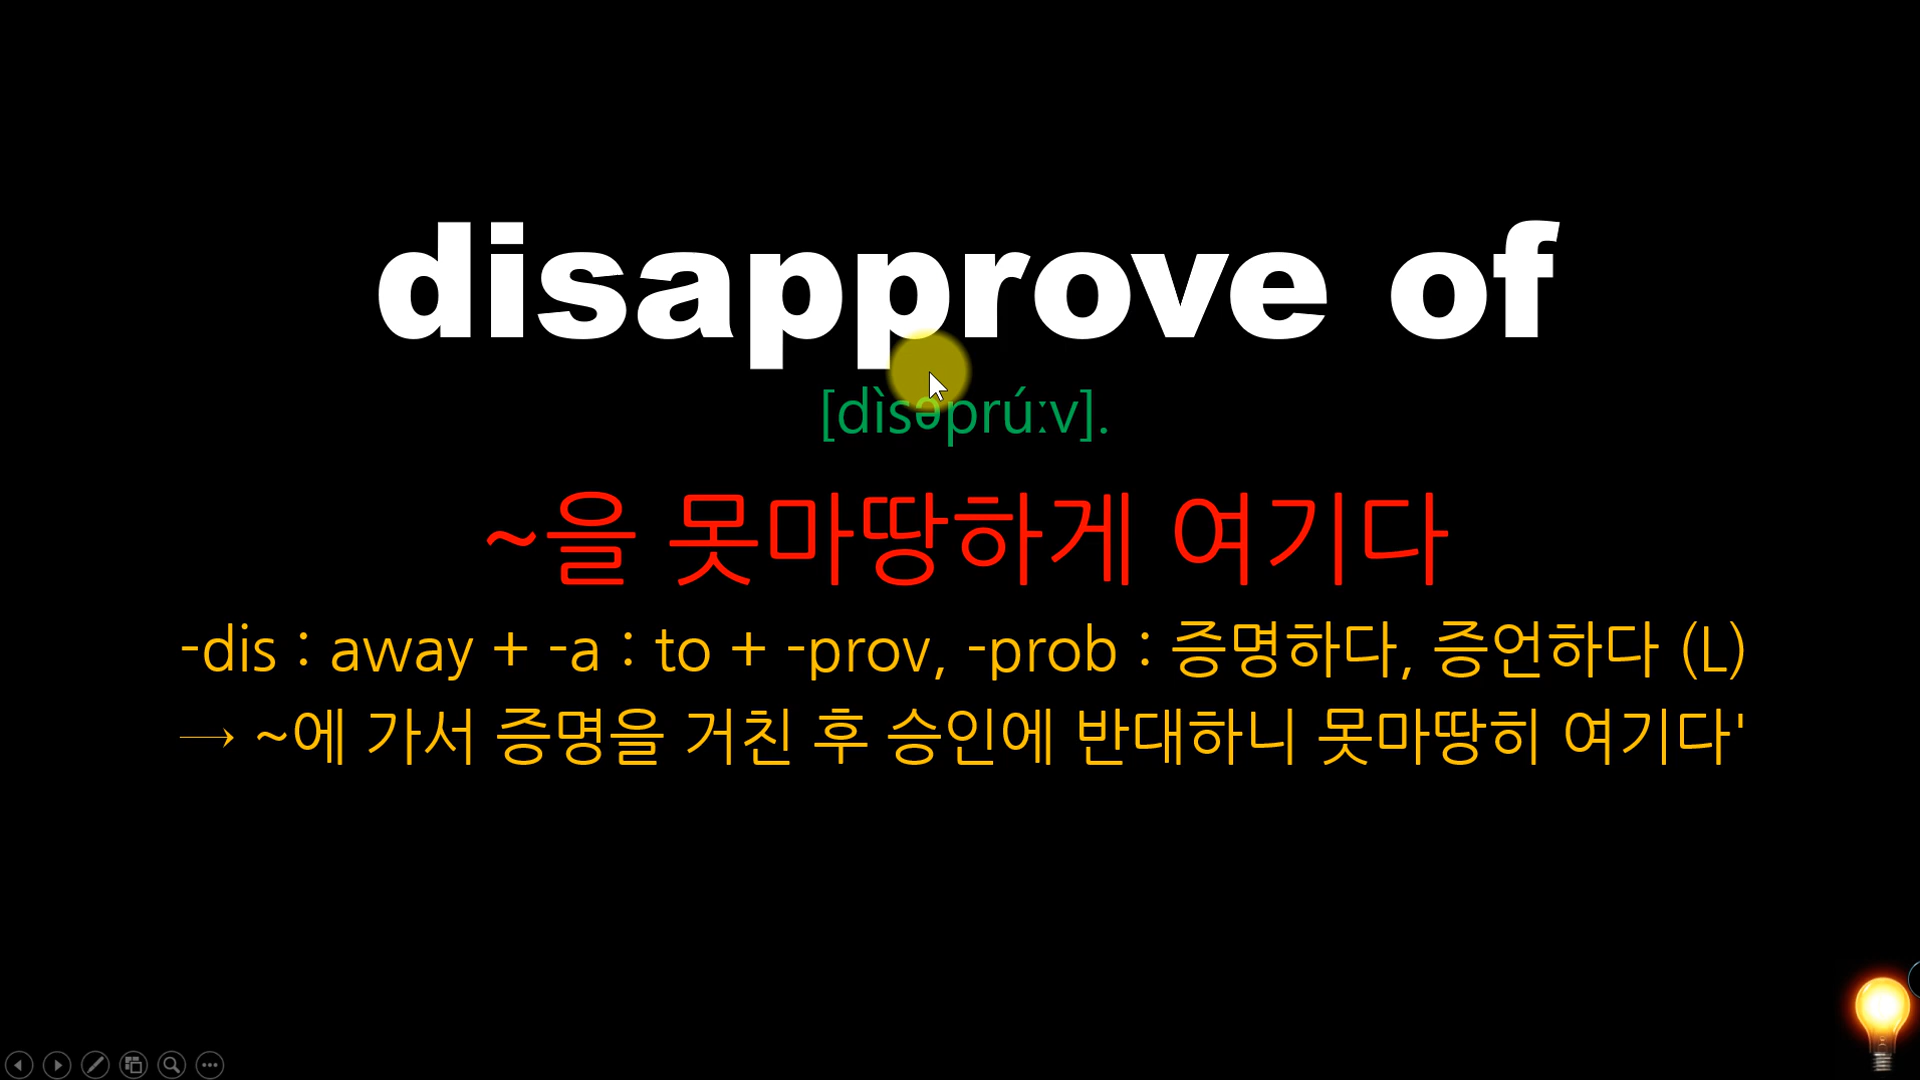 disapprove of
[dìsəprúːv].
~을 못마땅하게 여기다
-dis : away + -a : to + -prov, -prob : 증명하다, 증언하다 (L)
→ ~에 가서 증명을 거친 후 승인에 반대하니 못마땅히 여기다'